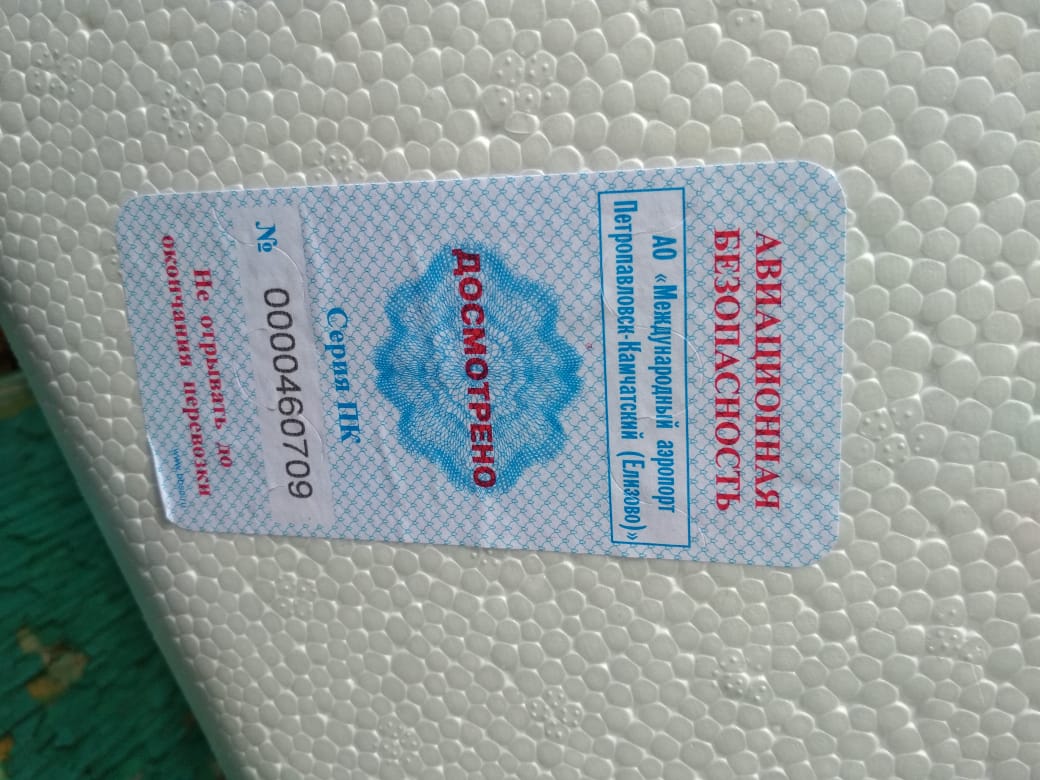 АВИАЦИОННАЯ
БЕЗОПАСНОСТЬ
АО «Международный аэропорт
Петропавловск-Камчатский (Елизово)»
ДОСМОТРЕНО
Серия ПК
№ 0000460709
Не отрывать до
окончания перевозки